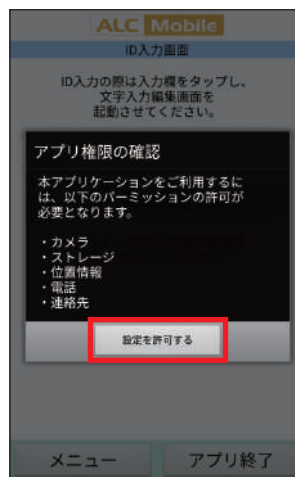 ALC Mobile
ID入力画面
ID入力の際は入力欄をタップし、
文字入力編集画面を
起動させてください。
アプリ権限の確認
本アプリケーションをご利用するに
は、以下のパーミッションの許可が
必要となります。
・カメラ
・ストレージ
・位置情報
・電話
・連絡先
設定を許可する
メニュー
アプリ終了